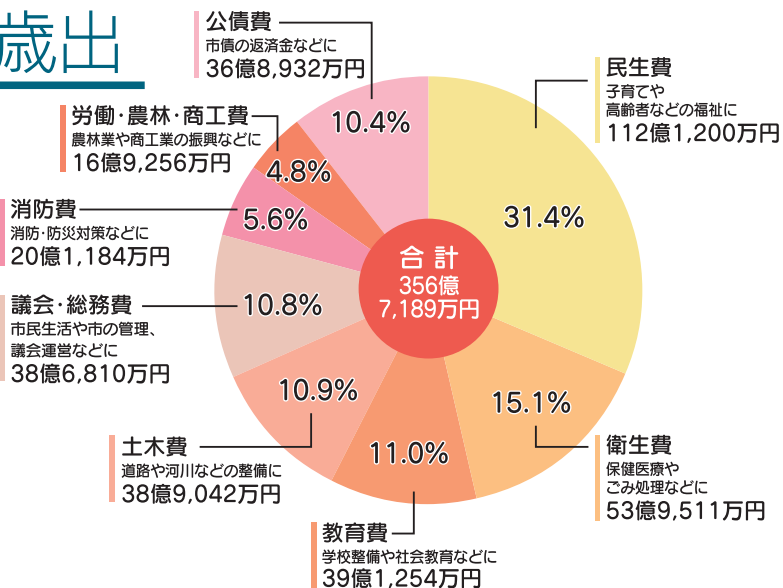 歳出
公債費
市債の返済金などに
36億8,932万円
10.4%
民生費
子育てや
高齢者などの福祉に
112億1,200万円
31.4%
労働・農林・商工費
農林業や商工業の振興などに
16億9,256万円
4.8%
消防費
消防・防災対策などに
20億1,184万円
5.6%
合計
356億
7,189万円
議会・総務費
市民生活や市の管理、
議会運営などに
38億6,810万円
10.8%
土木費
道路や河川などの整備に
38億9,042万円
10.9%
教育費
学校整備や社会教育などに
39億1,254万円
11.0%
衛生費
保健医療や
ごみ処理などに
53億9,511万円
15.1%